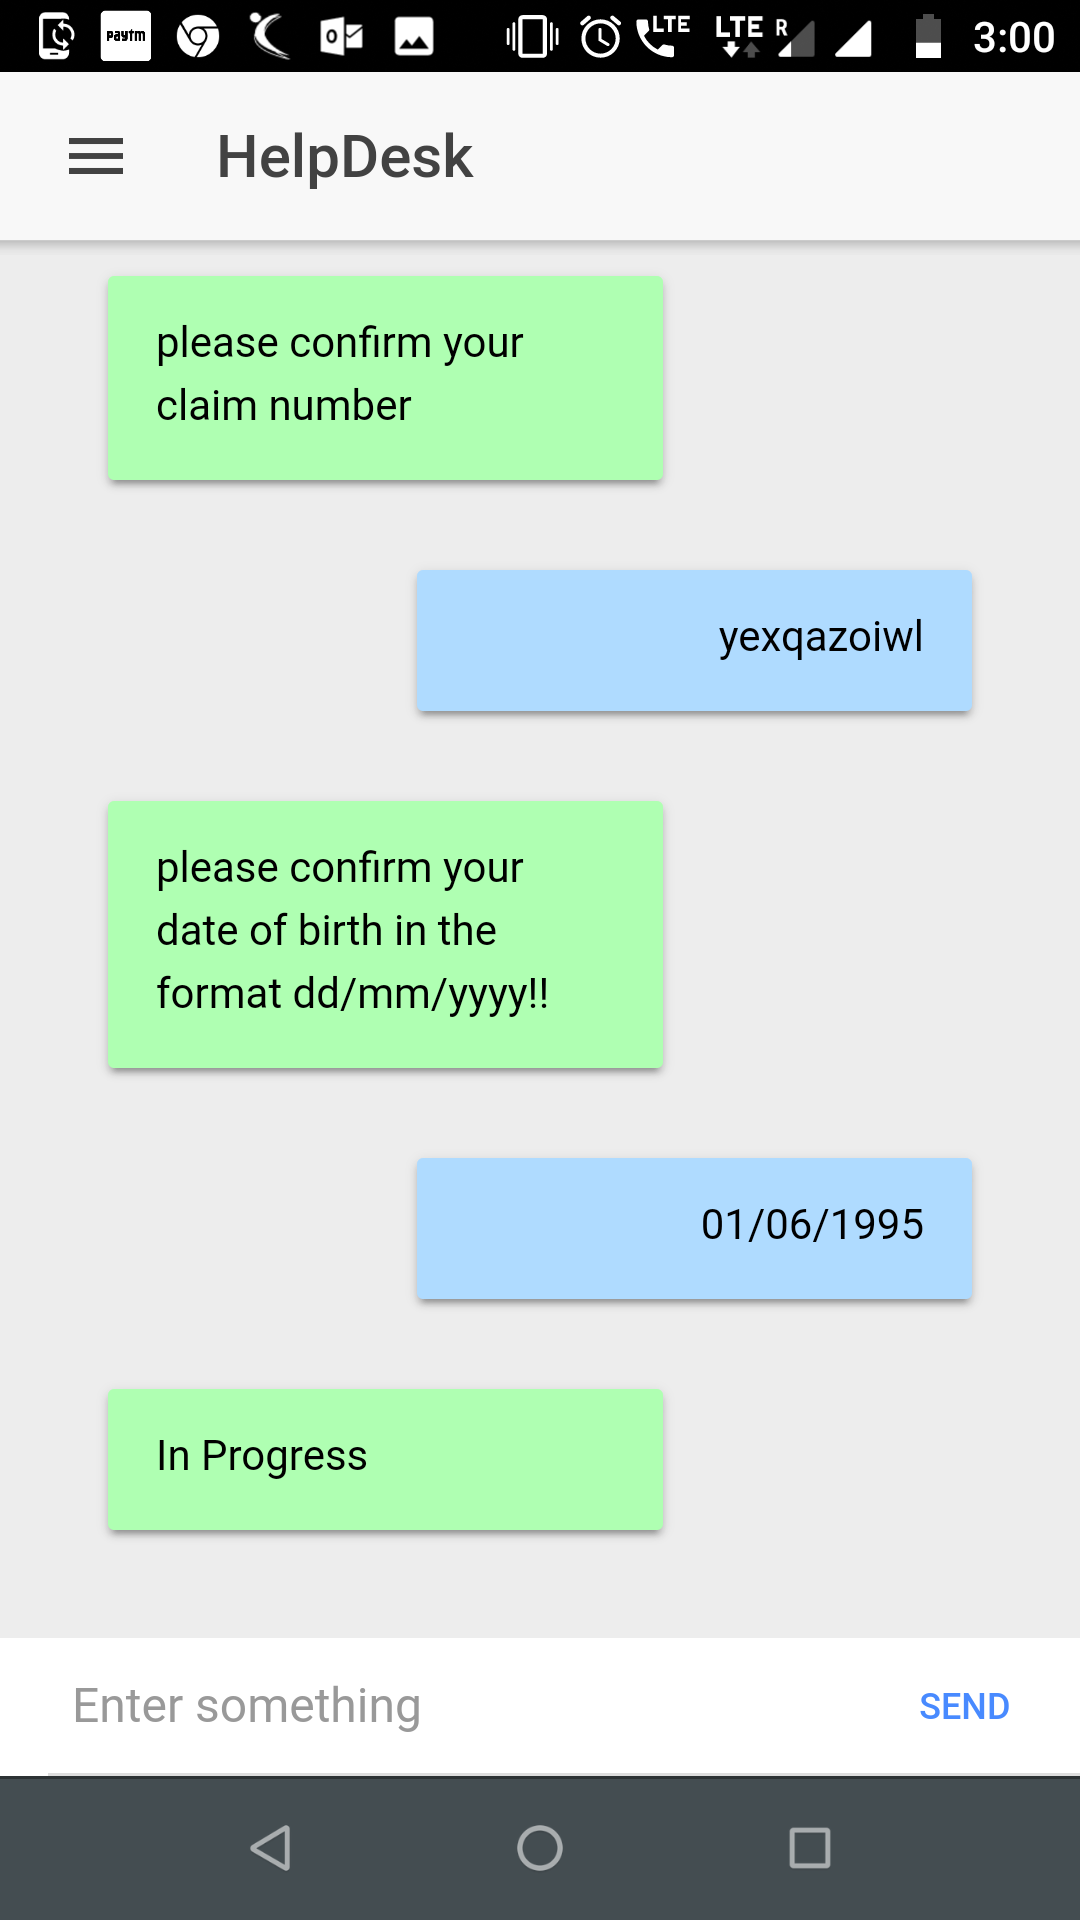 paytm
LTE
LTE
R
3:00
HelpDesk
please confirm your
claim number
yexqazoiwl
please confirm your
date of birth in the
format dd/mm/yyyy!!
01/06/1995
In Progress
Enter something
SEND